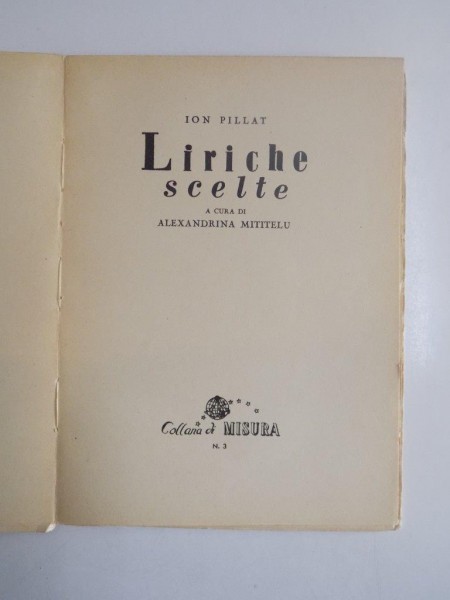 ION PILLAT
Liriche
scelte
A CURA DI
ALEXANDRINA MITITELU
Collana di MISURA
N. 3